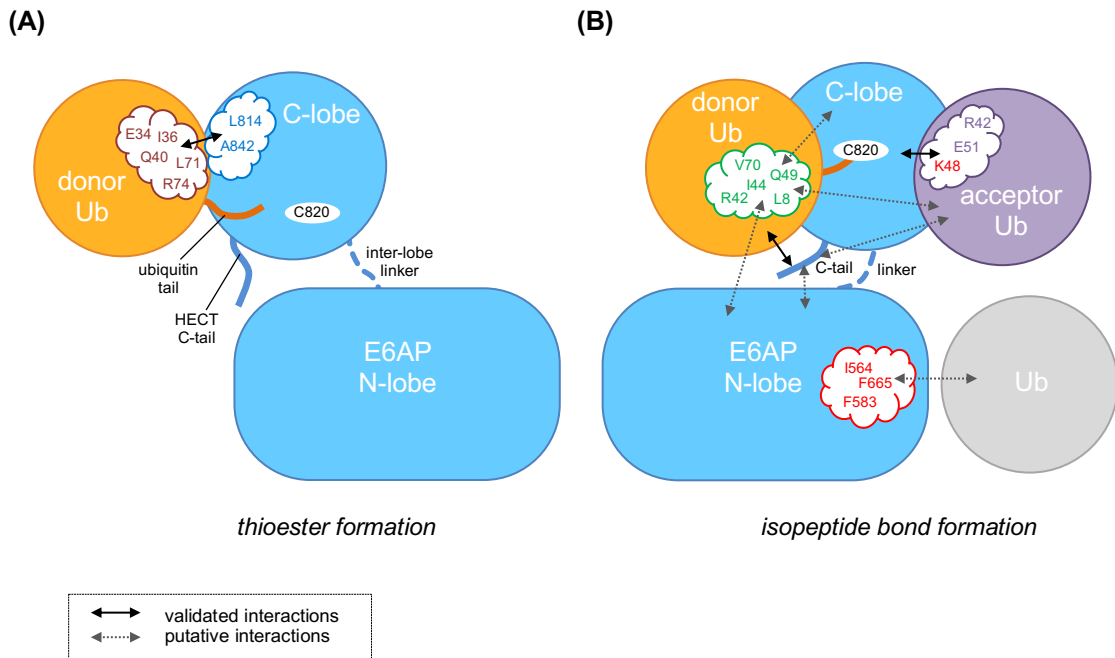 (A)
(B)
E34
I36
Q40
L71
R74
L814
A842
C-lobe
donor
Ub
C820
ubiquitin
tail
HECT
C-tail
inter-lobe
linker
E6AP
N-lobe
thioester formation
donor
Ub
C-lobe
V70
Q49
I44
R42
L8
C820
R42
E51
K48
acceptor
Ub
C-tail
linker
E6AP
N-lobe
I564
F665
F583
Ub
isopeptide bond formation
validated interactions
putative interactions